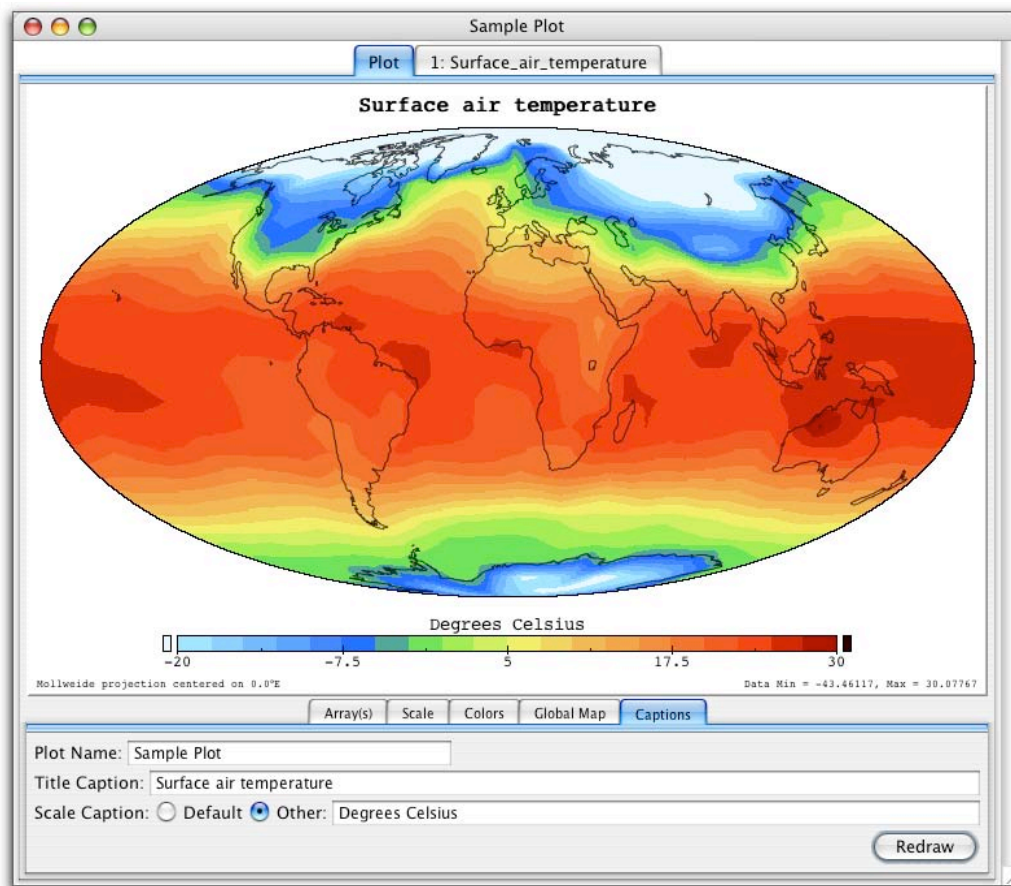 Sample Plot
Plot 1: Surface_air_temperature
Surface air temperature
Degrees Celsius
-20 -7.5 5 17.5 30
Mollweide projection centered on 0.0°E Data Min = -43.46117, Max = 30.07767
Array(s) Scale Colors Global Map Captions
Plot Name: Sample Plot
Title Caption: Surface air temperature
Scale Caption: Default Other: Degrees Celsius
Redraw